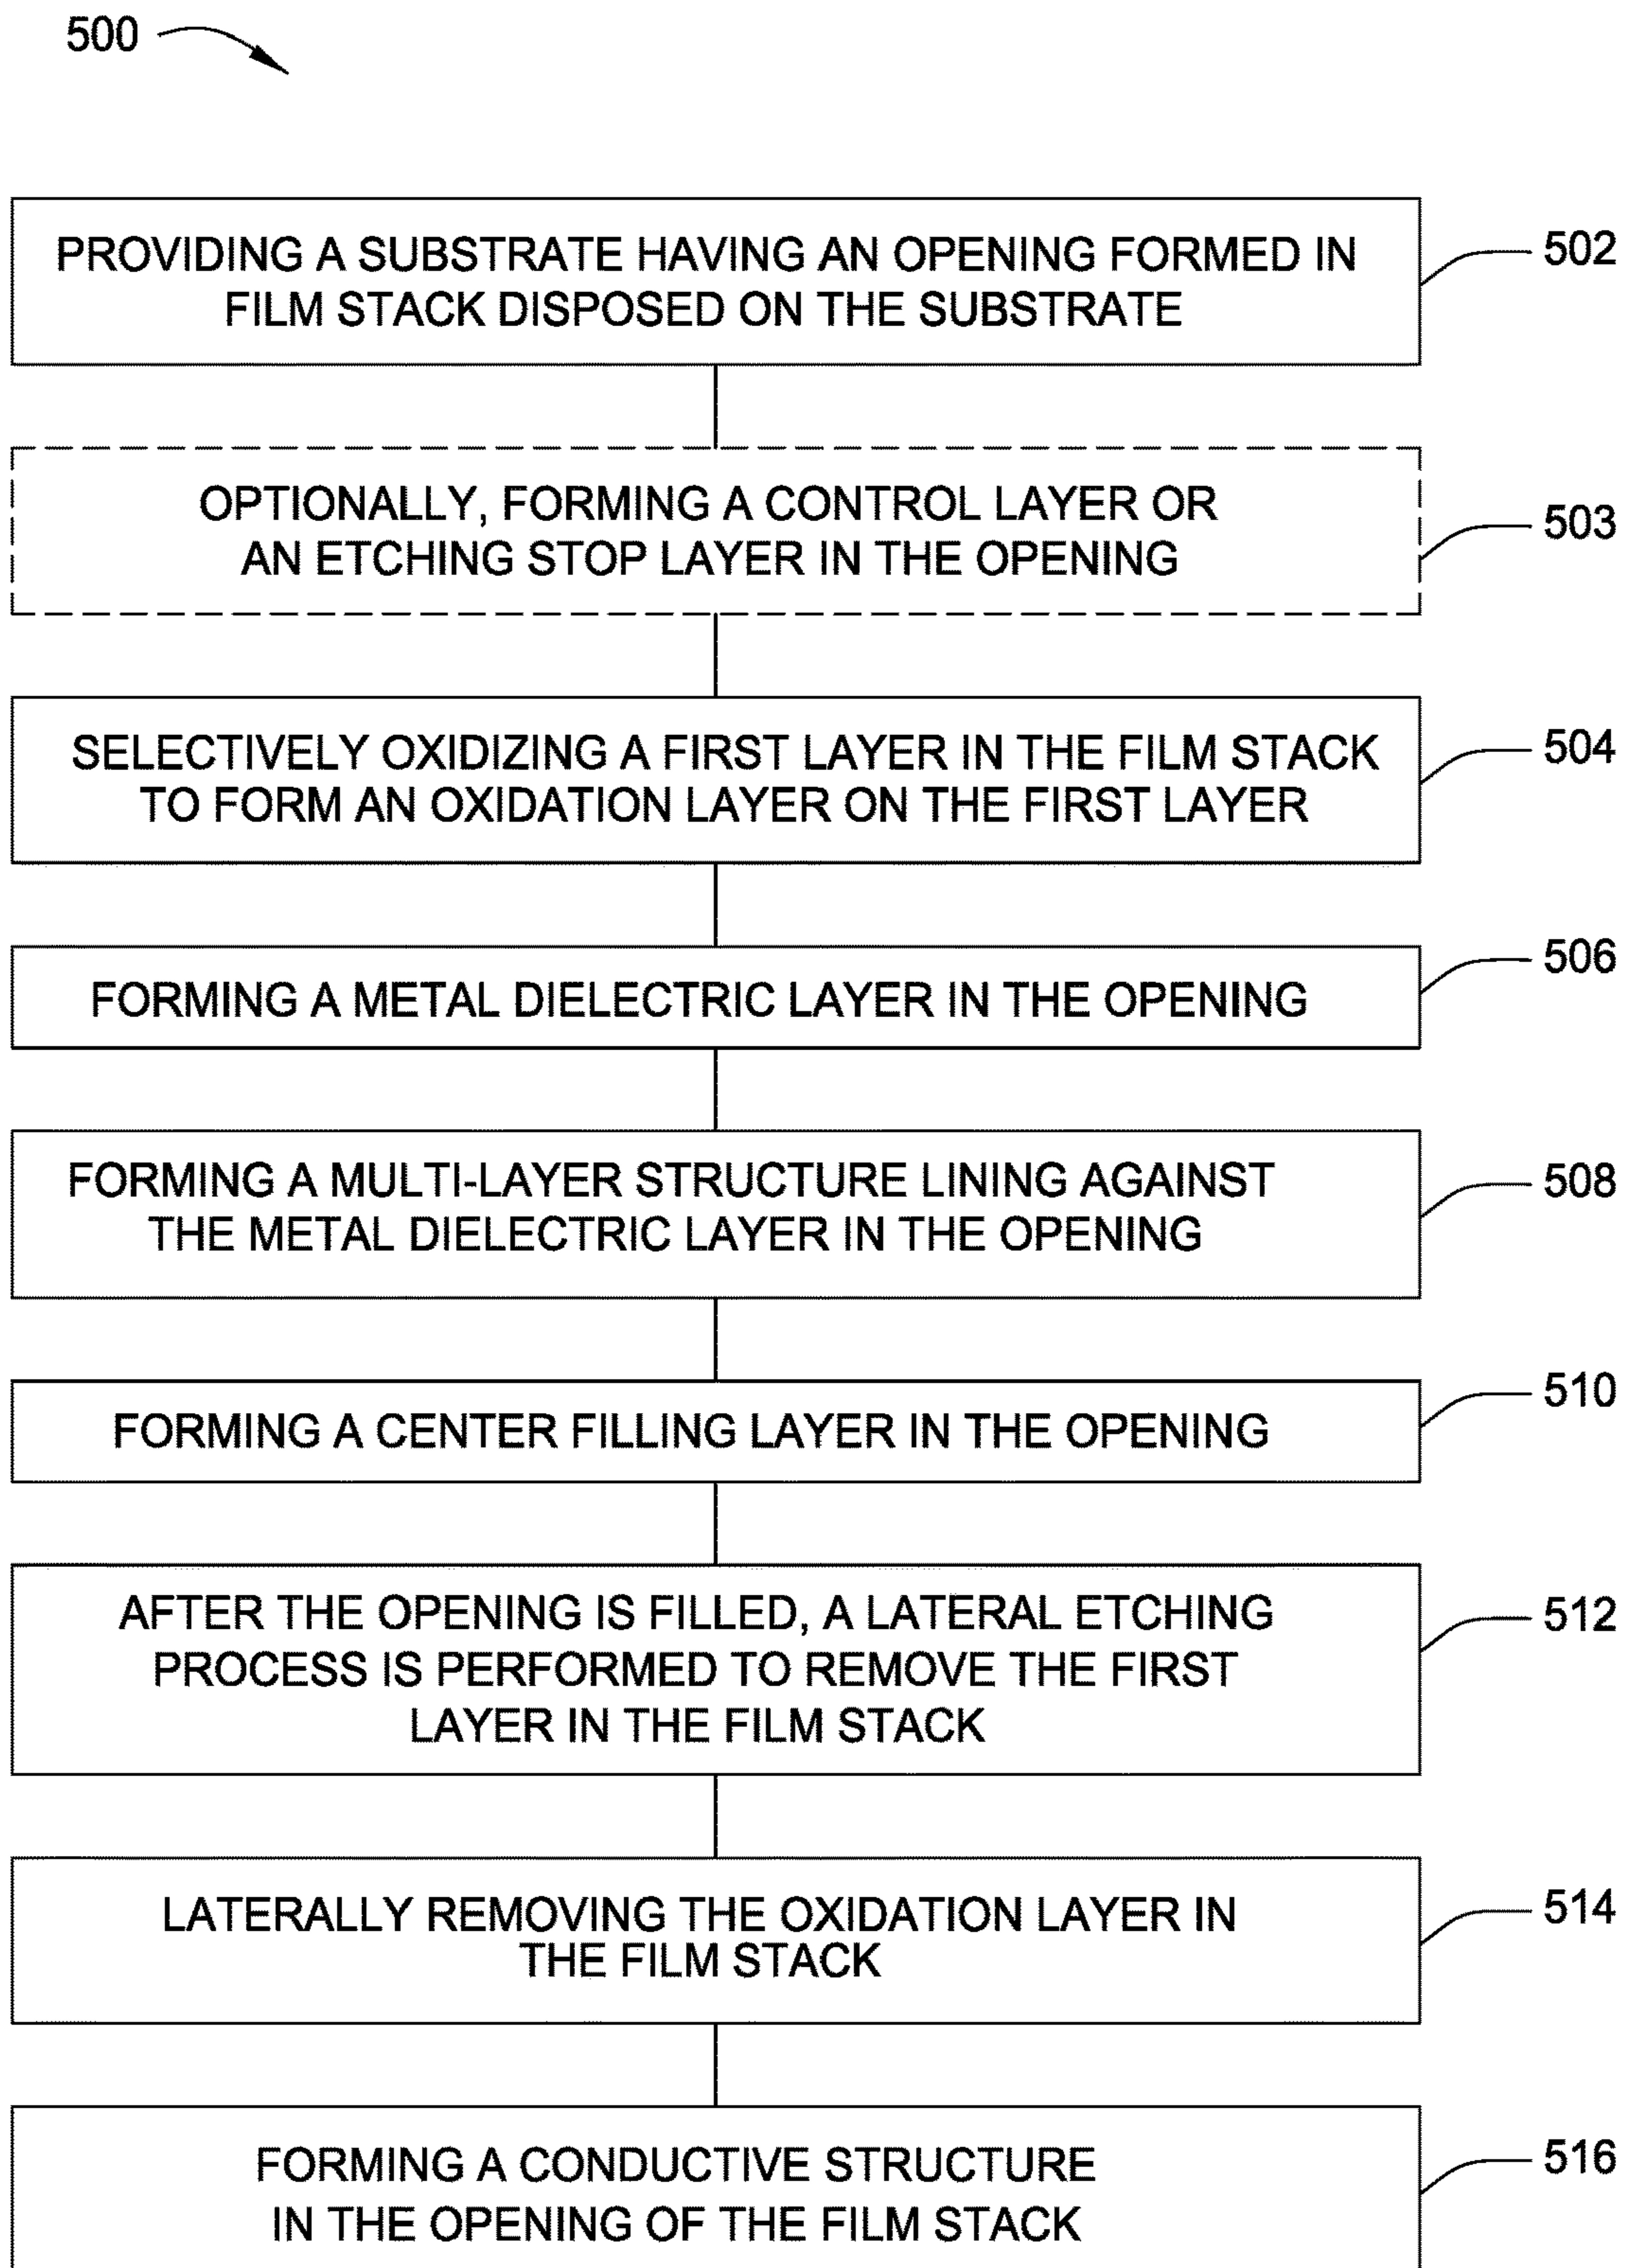 500
PROVIDING A SUBSTRATE HAVING AN OPENING FORMED IN
FILM STACK DISPOSED ON THE SUBSTRATE
502
OPTIONALLY, FORMING A CONTROL LAYER OR
AN ETCHING STOP LAYER IN THE OPENING
503
SELECTIVELY OXIDIZING A FIRST LAYER IN THE FILM STACK
TO FORM AN OXIDATION LAYER ON THE FIRST LAYER
504
FORMING A METAL DIELECTRIC LAYER IN THE OPENING
506
FORMING A MULTI-LAYER STRUCTURE LINING AGAINST
THE METAL DIELECTRIC LAYER IN THE OPENING
508
FORMING A CENTER FILLING LAYER IN THE OPENING
510
AFTER THE OPENING IS FILLED, A LATERAL ETCHING
PROCESS IS PERFORMED TO REMOVE THE FIRST
LAYER IN THE FILM STACK
512
LATERALLY REMOVING THE OXIDATION LAYER IN
THE FILM STACK
514
FORMING A CONDUCTIVE STRUCTURE
IN THE OPENING OF THE FILM STACK
516